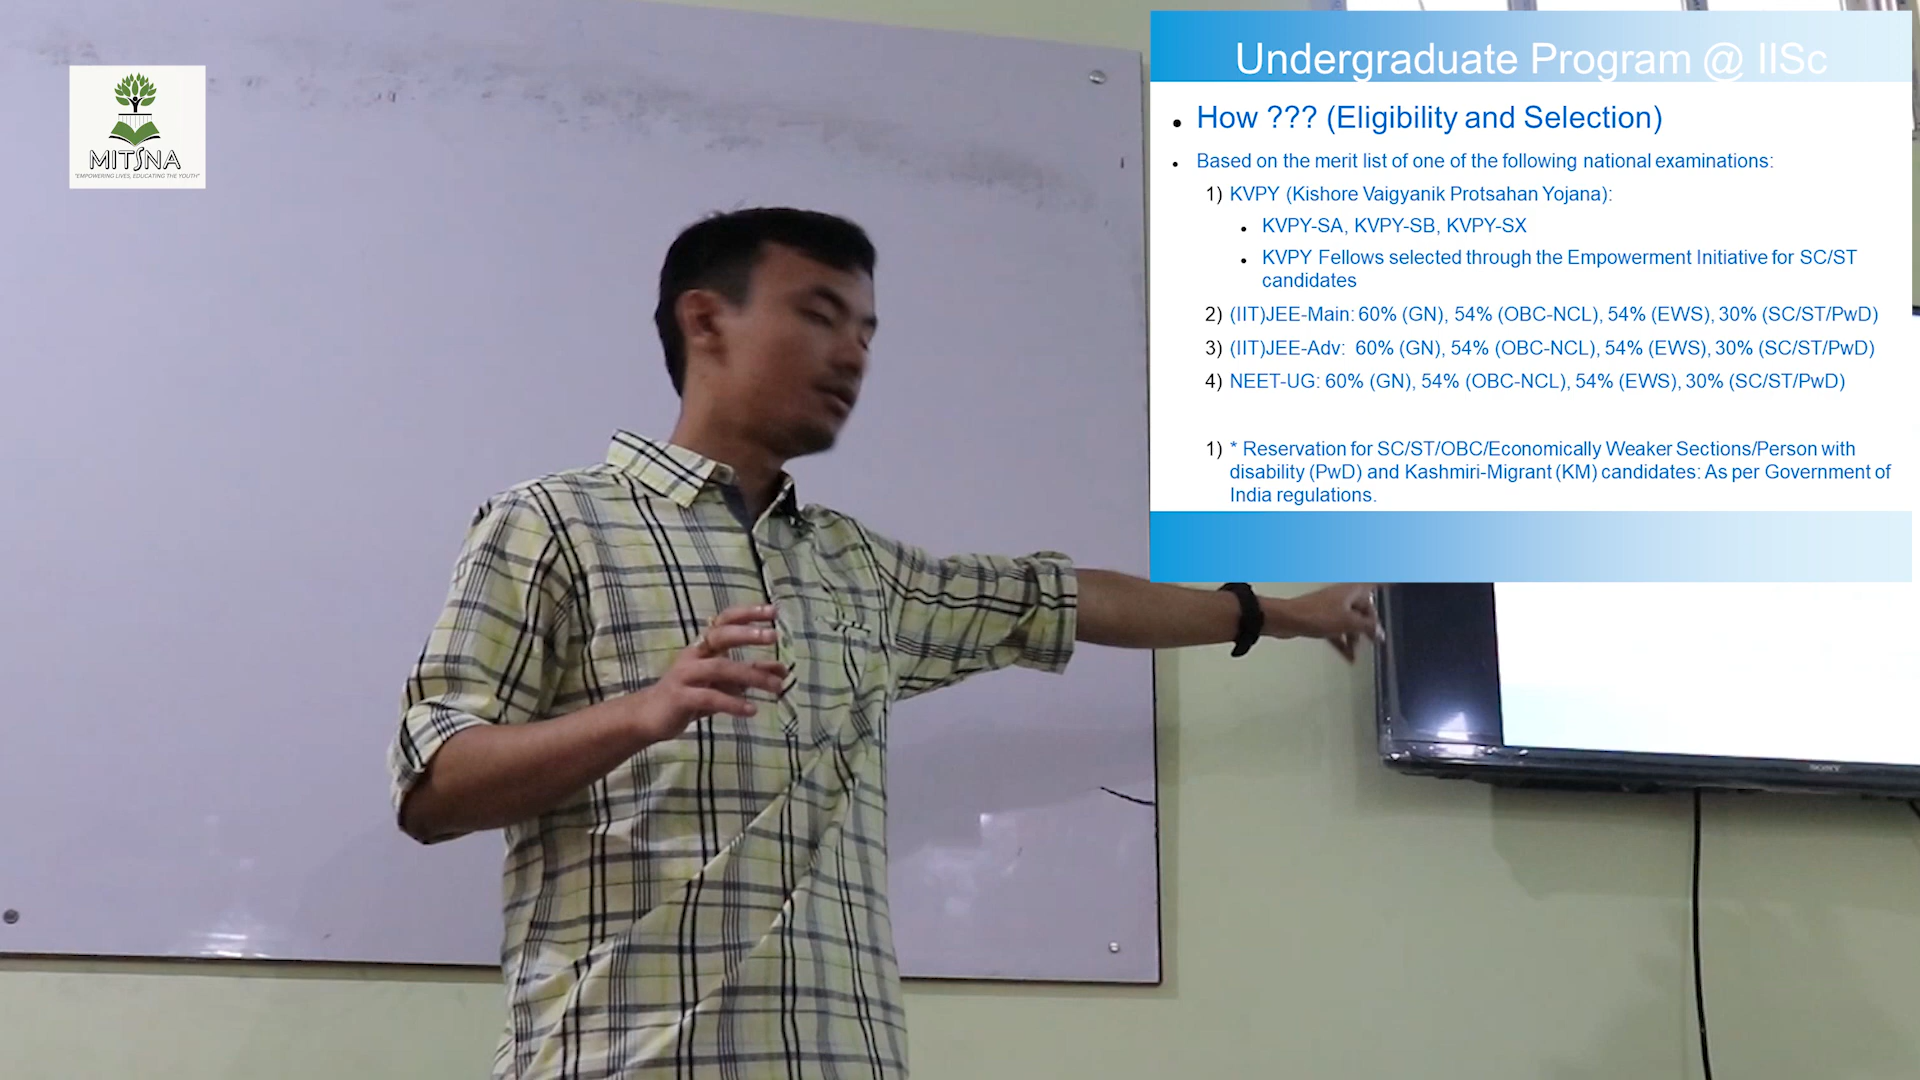 MITSNA
"EMPOWERING LIVES, EDUCATING THE YOUTH"
Undergraduate Program @ IISc
• How ??? (Eligibility and Selection)
• Based on the merit list of one of the following national examinations:
1) KVPY (Kishore Vaigyanik Protsahan Yojana):
• KVPY-SA, KVPY-SB, KVPY-SX
• KVPY Fellows selected through the Empowerment Initiative for SC/ST
candidates
2) (IIT)JEE-Main: 60% (GN), 54% (OBC-NCL), 54% (EWS), 30% (SC/ST/PwD)
3) (IIT)JEE-Adv: 60% (GN), 54% (OBC-NCL), 54% (EWS), 30% (SC/ST/PwD)
4) NEET-UG: 60% (GN), 54% (OBC-NCL), 54% (EWS), 30% (SC/ST/PwD)
1) * Reservation for SC/ST/OBC/Economically Weaker Sections/Person with
disability (PwD) and Kashmiri-Migrant (KM) candidates: As per Government of
India regulations.
SONY